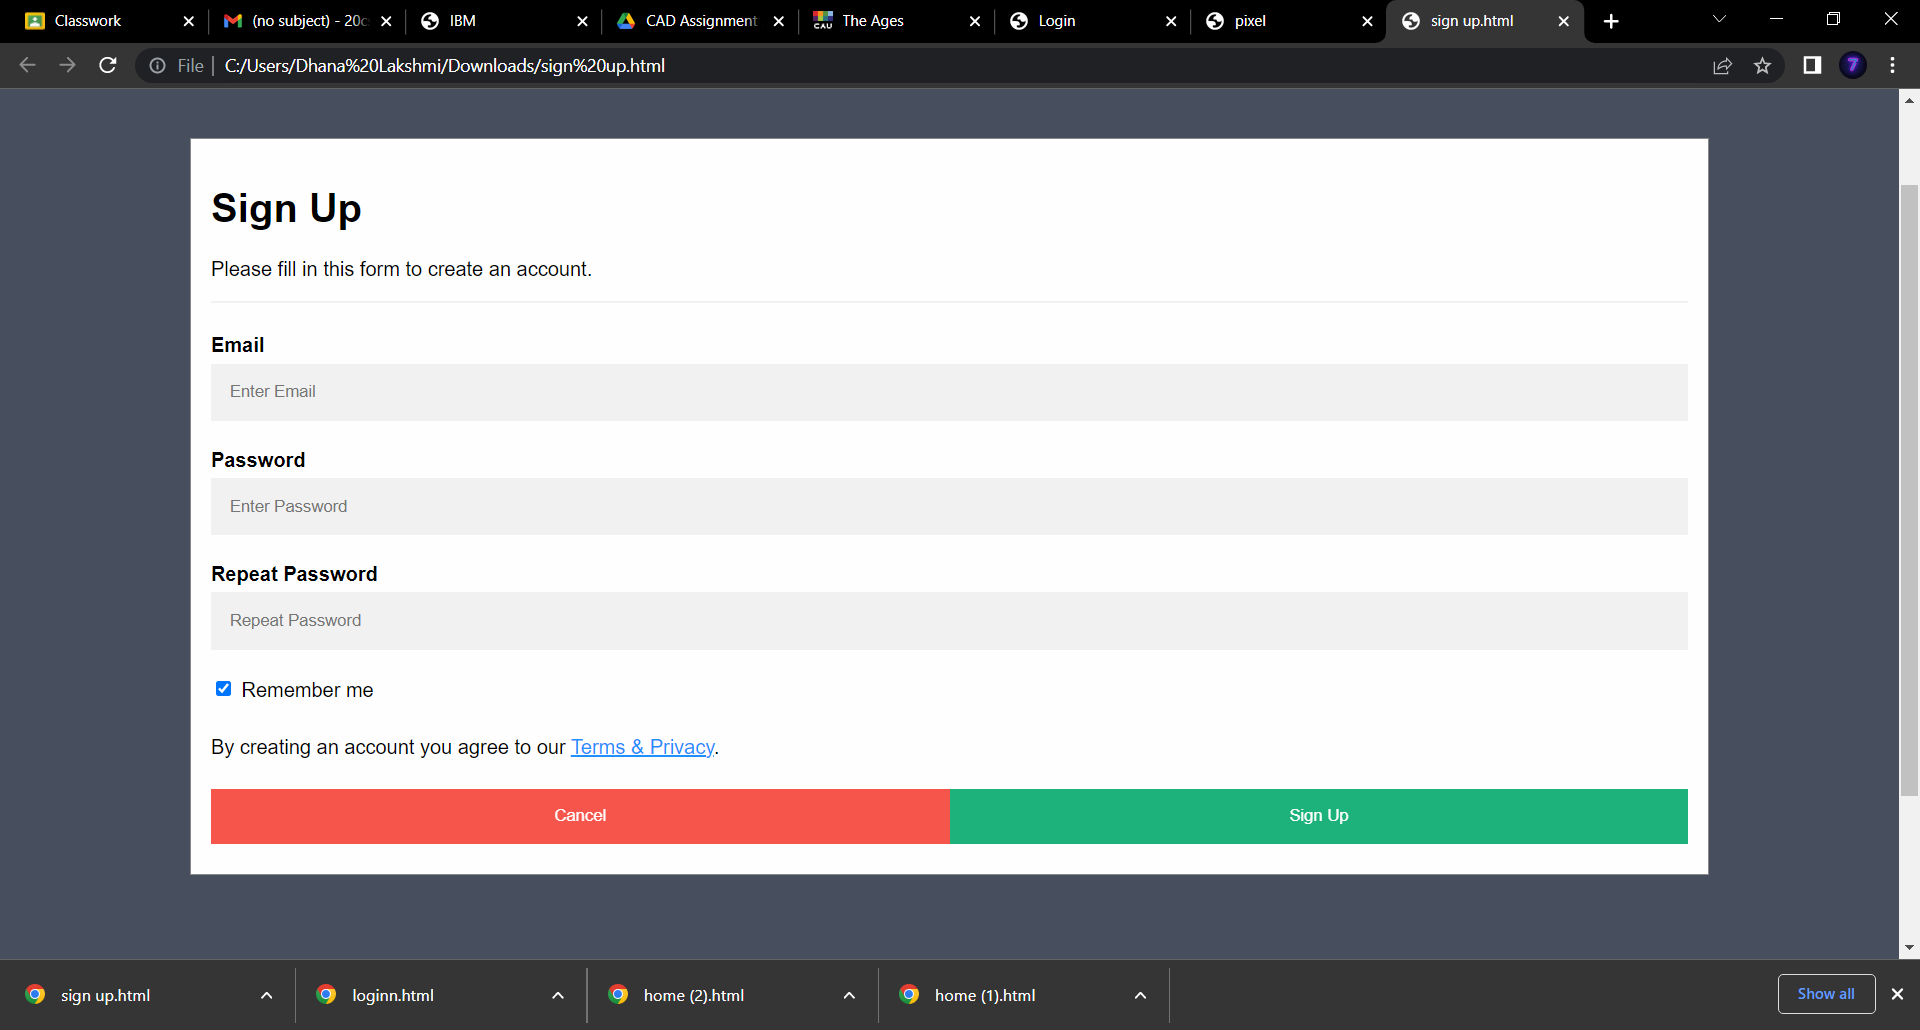 Classwork
(no subject) - 20c
IBM
CAD Assignment
The Ages
Login
pixel
sign up.html
File
C:/Users/Dhana%20Lakshmi/Downloads/sign%20up.html
7
CAU
Sign Up
Please fill in this form to create an account.
Email
Enter Email
Password
Enter Password
Repeat Password
Repeat Password
Remember me
By creating an account you agree to our Terms & Privacy.
Cancel
Sign Up
sign up.html
loginn.html
home (2).html
home (1).html
Show all